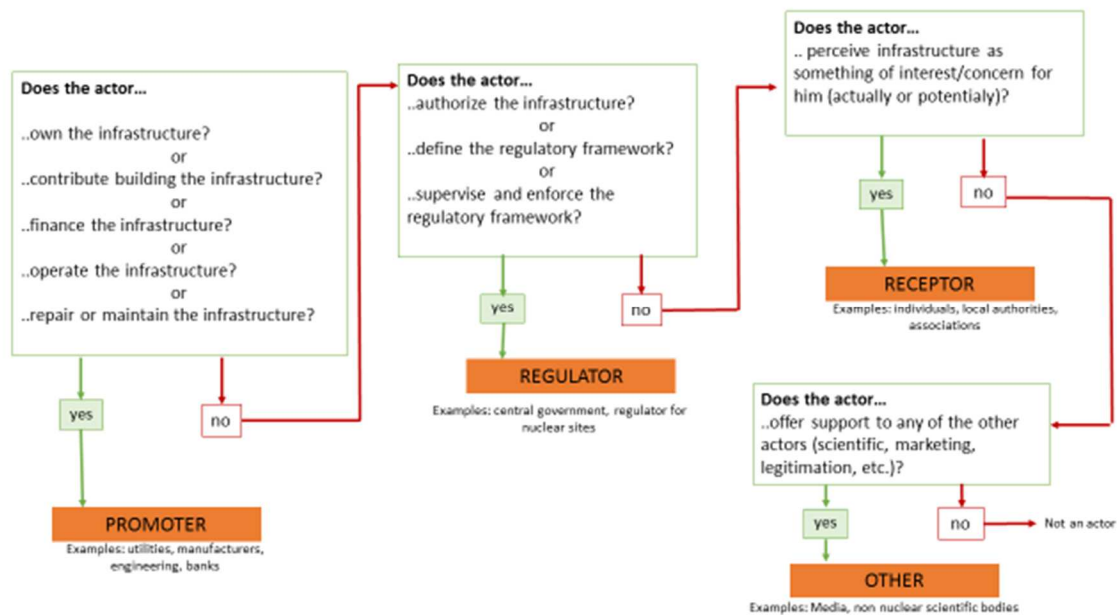 Does the actor...
..own the infrastructure?
or
..contribute building the infrastructure?
or
..finance the infrastructure?
or
..operate the infrastructure?
or
..repair or maintain the infrastructure?
yes
no
PROMOTER
Examples: utilities, manufacturers,
engineering, banks
Does the actor...
..authorize the infrastructure?
or
..define the regulatory framework?
or
..supervise and enforce the
regulatory framework?
yes
no
REGULATOR
Examples: central government, regulator for
nuclear sites
Does the actor...
.. perceive infrastructure as
something of interest/concern for
him (actually or potentialy)?
yes
no
RECEPTOR
Examples: individuals, local authorities,
associations
Does the actor...
..offer support to any of the other
actors (scientific, marketing,
legitimation, etc.)?
yes
no
Not an actor
OTHER
Examples: Media, non nuclear scientific bodies